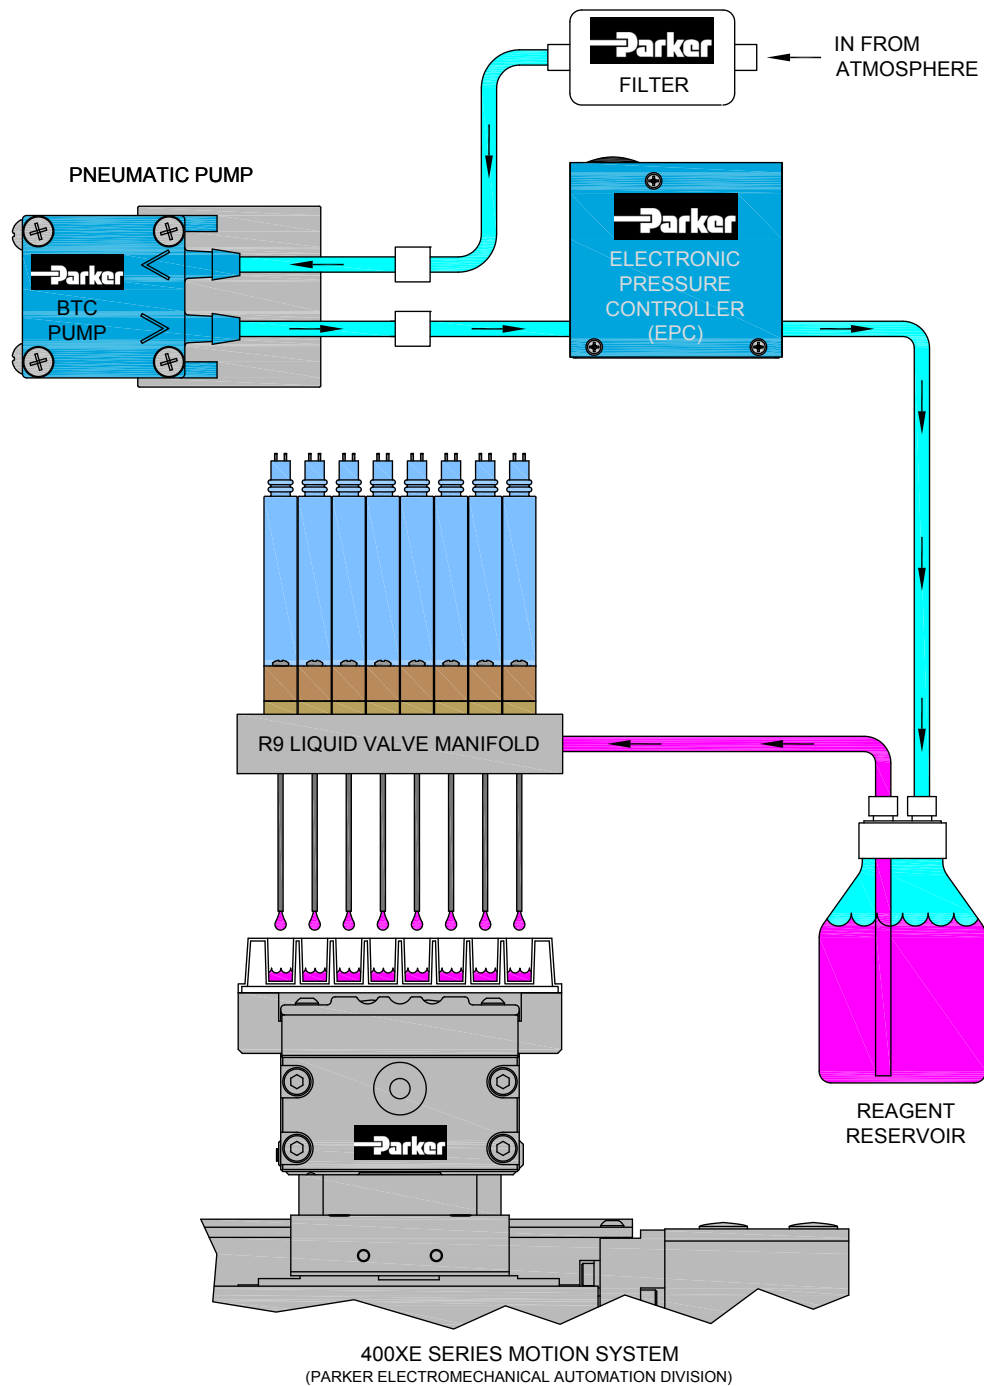 Parker
FILTER
IN FROM
ATMOSPHERE
PNEUMATIC PUMP
Parker
BTC
PUMP
Parker
ELECTRONIC
PRESSURE
CONTROLLER
(EPC)
R9 LIQUID VALVE MANIFOLD
REAGENT
RESERVOIR
Parker
400XE SERIES MOTION SYSTEM
(PARKER ELECTROMECHANICAL AUTOMATION DIVISION)